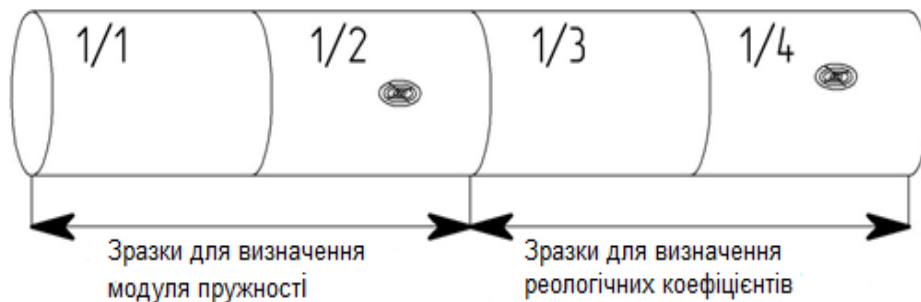 1/1 1/2 1/3 1/4
Зразки для визначення
модуля пружності
Зразки для визначення
реологічних коефіцієнтів